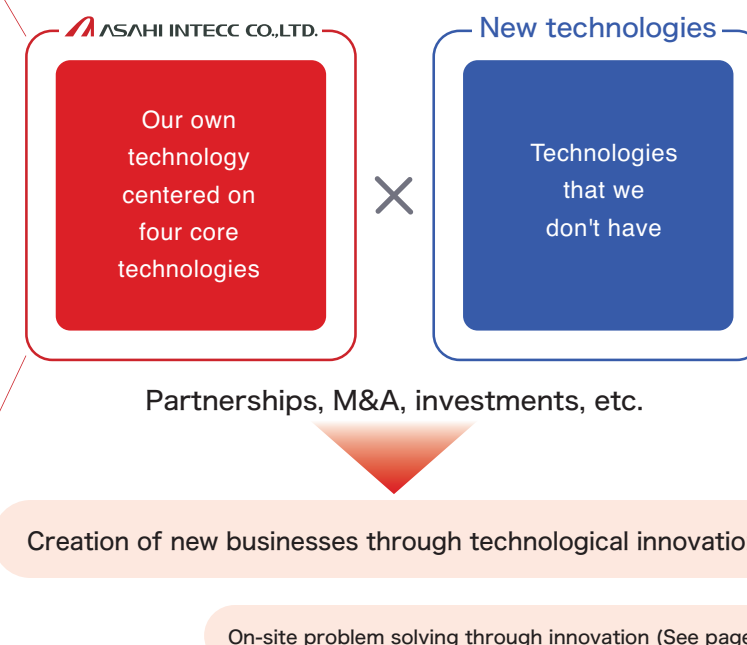 ASAHI INTECC CO.,LTD.
New technologies
Our own
technology
centered on
four core
technologies
Technologies
that we
don't have
Partnerships, M&A, investments, etc.
Creation of new businesses through technological innovatio
On-site problem solving through innovation (See page